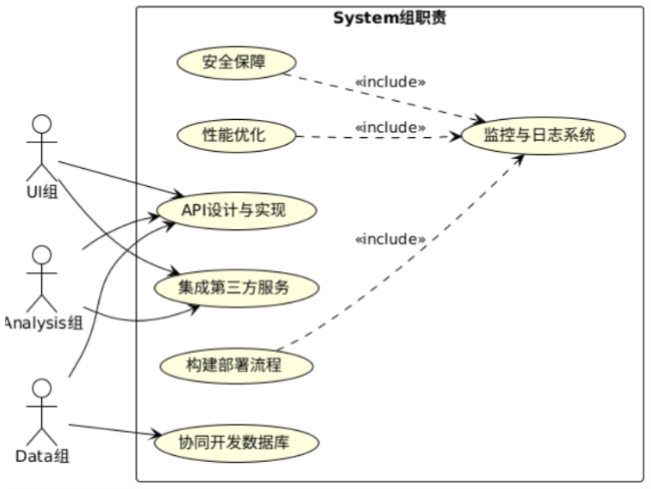 System组职责
安全保障
«include»
性能优化
«include»
监控与日志系统
UI组
API设计与实现
«include»
集成第三方服务
Analysis组
构建部署流程
协同开发数据库
Data组